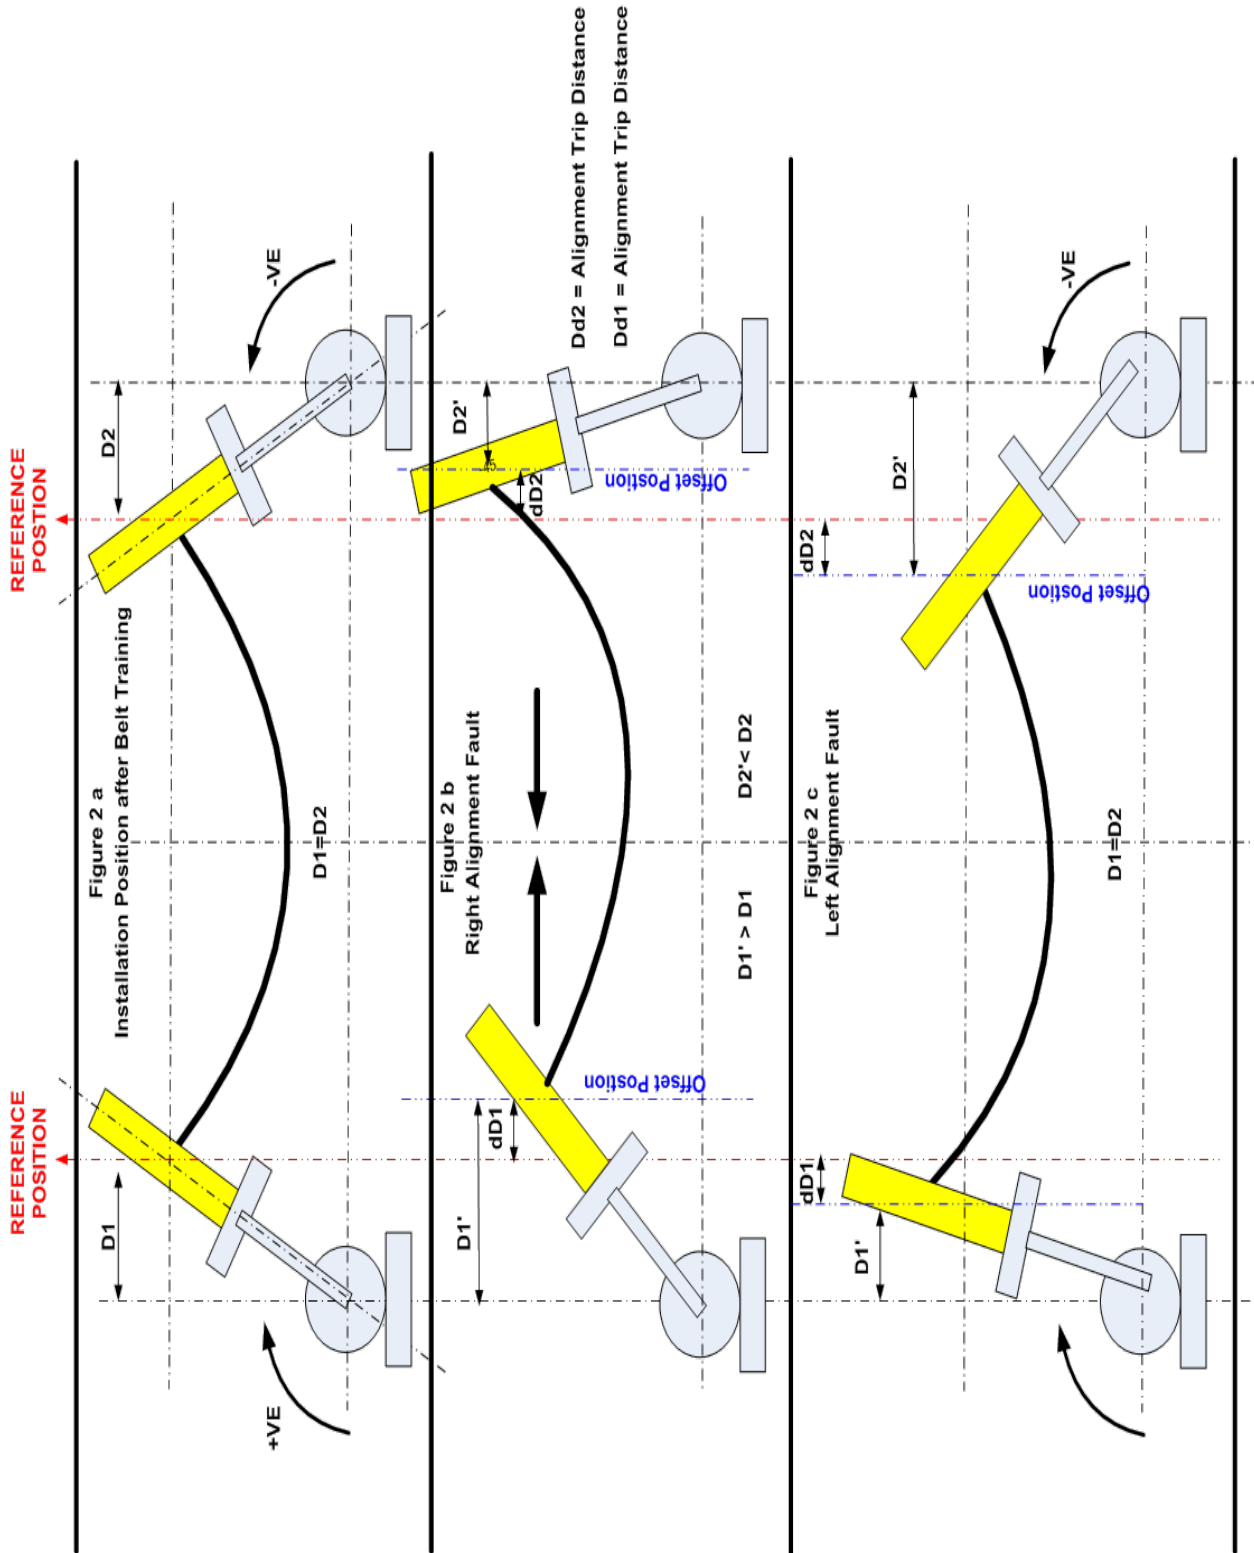 REFERENCE
POSITION
REFERENCE
POSTION
Figure 2 a
Installation Position after Belt Training
D1
D2
+VE
-VE
D1=D2
Figure 2 b
Right Alignment Fault
D1'
dD1
Offset Position
D2'
45
dD2
Offset Postion
D1' > D1
D2'< D2
Dd2 = Alignment Trip Distance
Dd1 = Alignment Trip Distance
Figure 2 c
Left Alignment Fault
D1'
dD1
dD2
D2'
Offset Postion
-VE
D1=D2